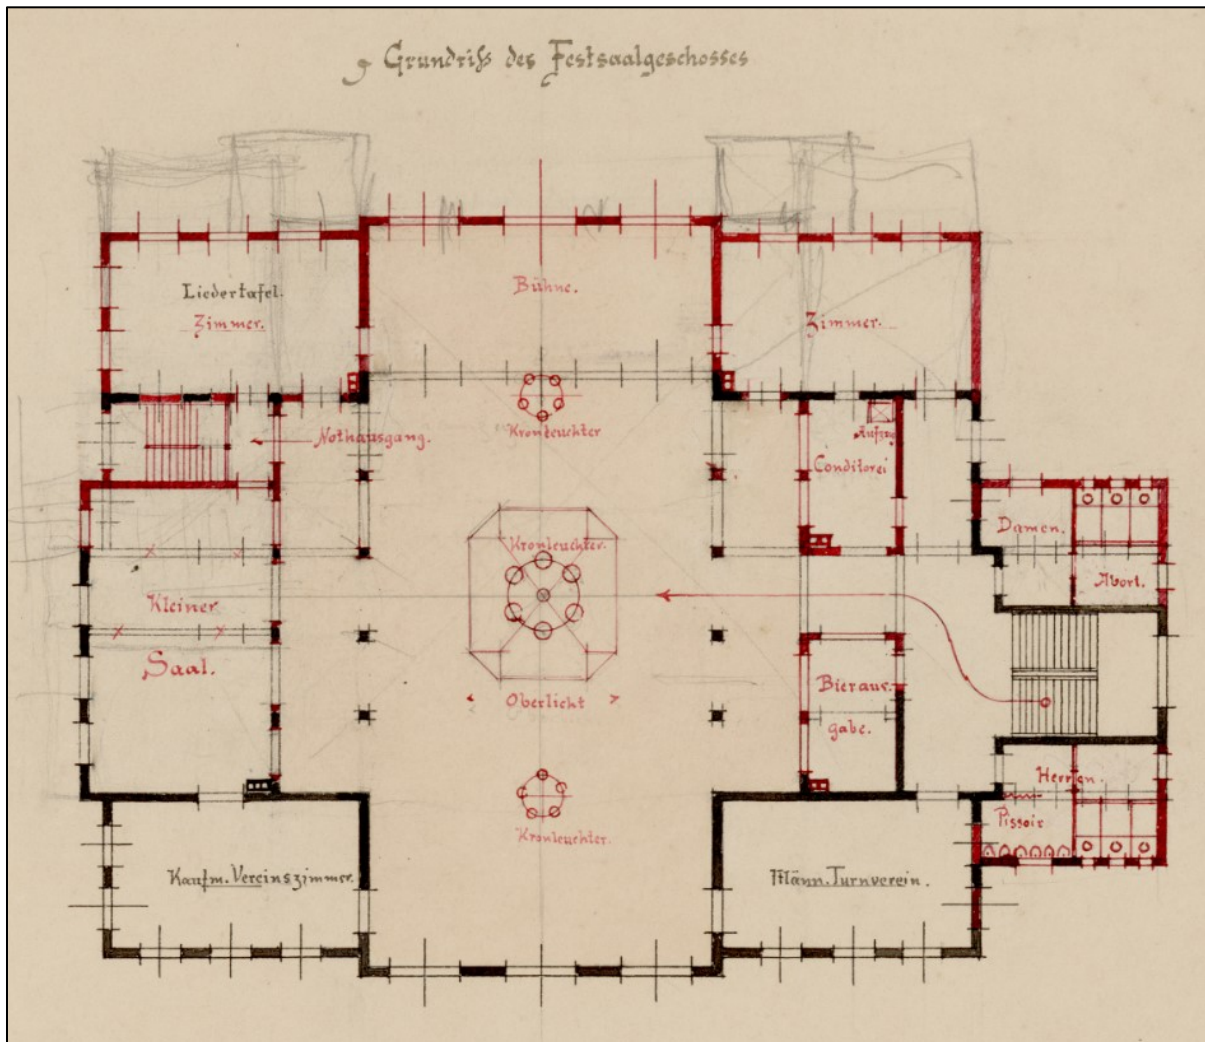 Grundriß des Festsaalgeschosses
Liedertafel.
Zimmer.
Bühne.
Zimmer.
Kronleuchter
Nothausgang.
Aufzug
Conditorei
Damen.
Abort.
Kronleuchter.
Kleiner
Saal.
Oberlicht
Bieraus-
gabe.
Herren.
Pissoir
Kronleuchter.
Kaufm. Vereinszimmer.
Männ. Turnverein.